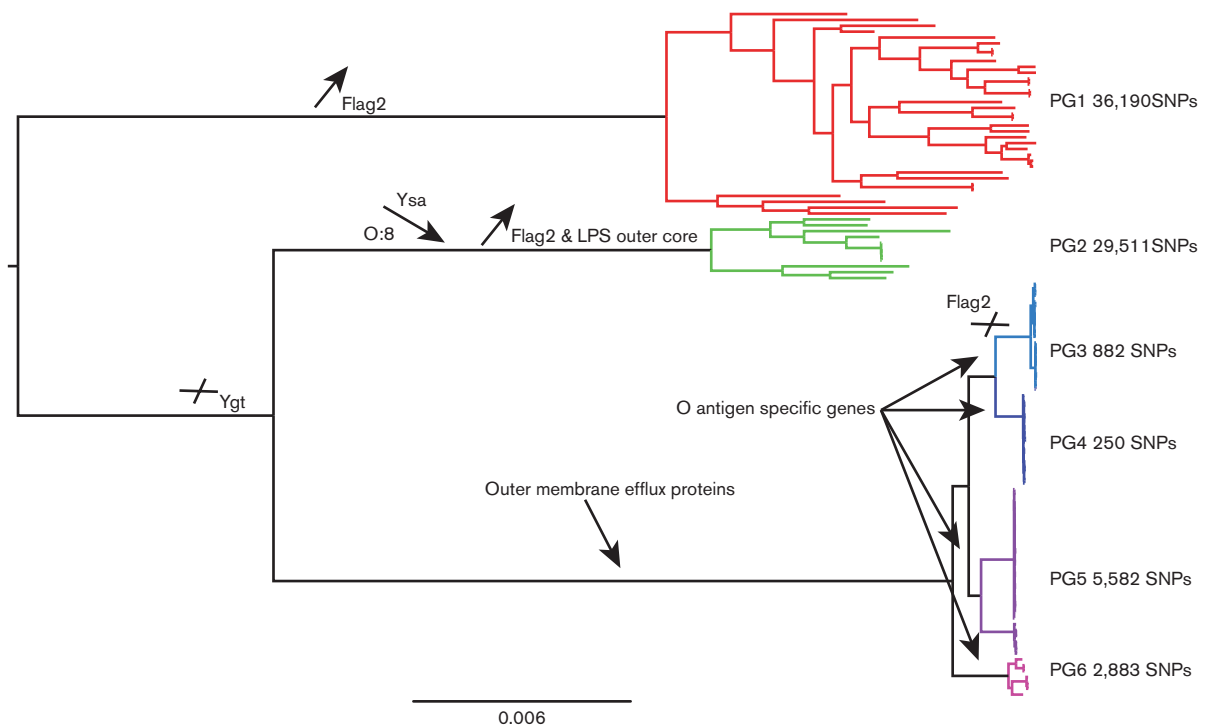 Flag2
PG1 36,190SNPs
Ysa
O:8
Flag2 & LPS outer core
PG2 29,511SNPs
Flag2
PG3 882 SNPs
Ygt
O antigen specific genes
PG4 250 SNPs
Outer membrane efflux proteins
PG5 5,582 SNPs
PG6 2,883 SNPs
0.006